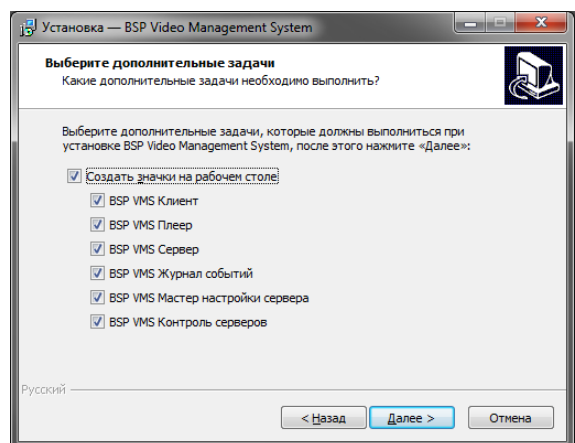 Установка — BSP Video Management System
Выберите дополнительные задачи
Какие дополнительные задачи необходимо выполнить?
Выберите дополнительные задачи, которые должны выполниться при
установке BSP Video Management System, после этого нажмите «Далее»:
Создать значки на рабочем столе
BSP VMS Клиент
BSP VMS Плеер
BSP VMS Сервер
BSP VMS Журнал событий
BSP VMS Мастер настройки сервера
BSP VMS Контроль серверов
Русский
< Назад Далее > Отмена